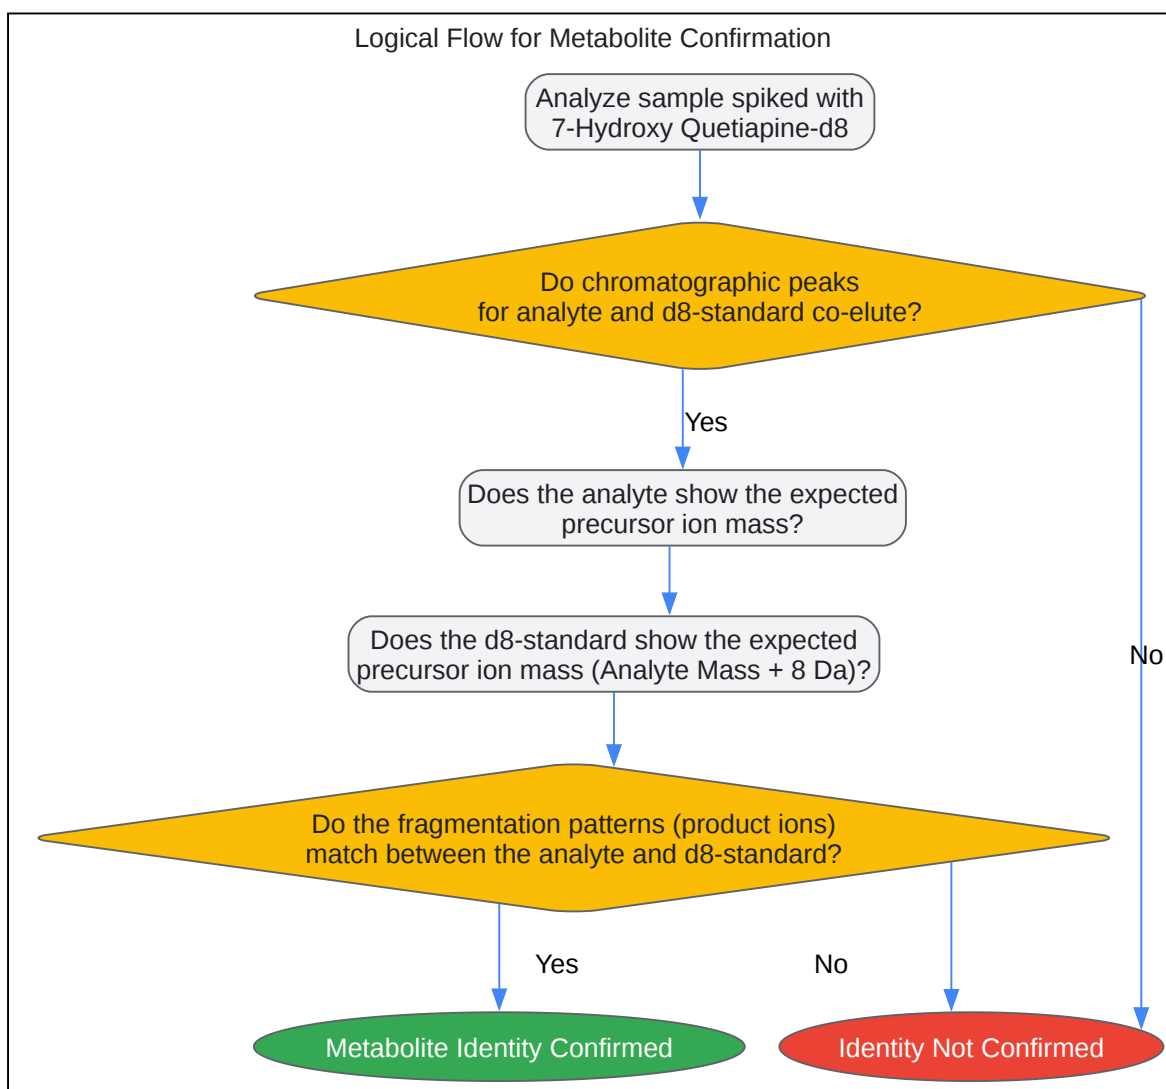 Logical Flow for Metabolite Confirmation
Analyze sample spiked with
7-Hydroxy Quetiapine-d8
Do chromatographic peaks
for analyte and d8-standard co-elute?
Yes
Does the analyte show the expected
precursor ion mass?
Does the d8-standard show the expected
precursor ion mass (Analyte Mass + 8 Da)?
No
Do the fragmentation patterns (product ions)
match between the analyte and d8-standard?
Yes
No
Metabolite Identity Confirmed
Identity Not Confirmed